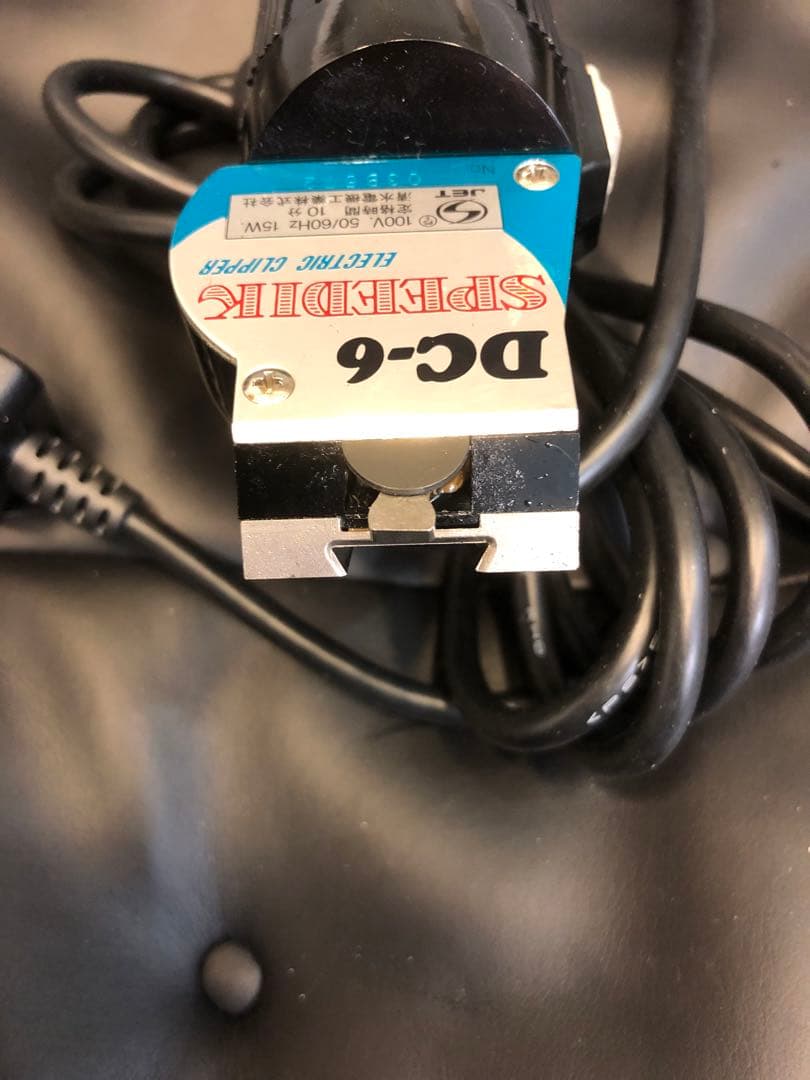 DC-6
SPEEDIK
ELECTRIC CLIPPER
100V. 50/60Hz 15W
定格時間 10分
清水電機工業株式会社
JET
No.